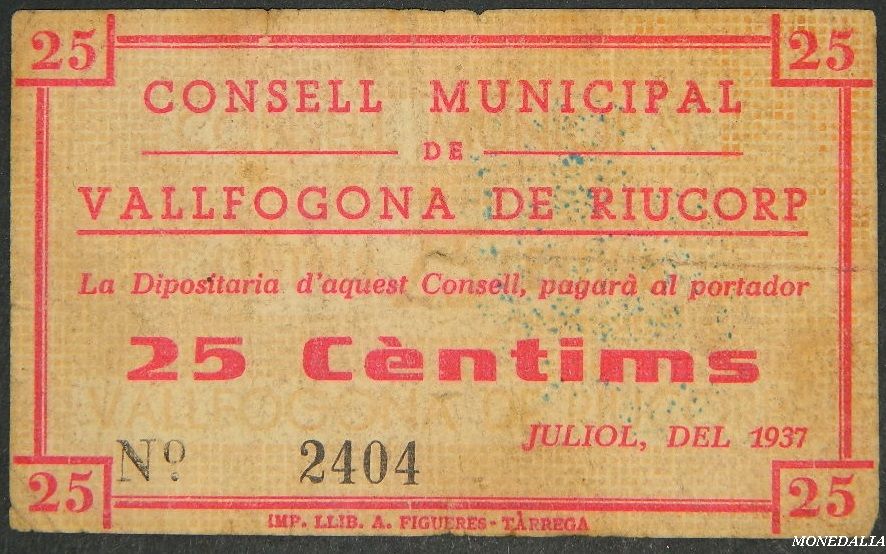 25 25
CONSELL MUNICIPAL
DE
VALLFOGONA DE RIUCORP
La Dipositaria d'aquest Consell, pagarà al portador
25 Cèntims
JULIOL, DEL 1937
Nº 2404
25 25
IMP. LLIB. A. FIGUERES - TÀRREGA
MONEDALIA